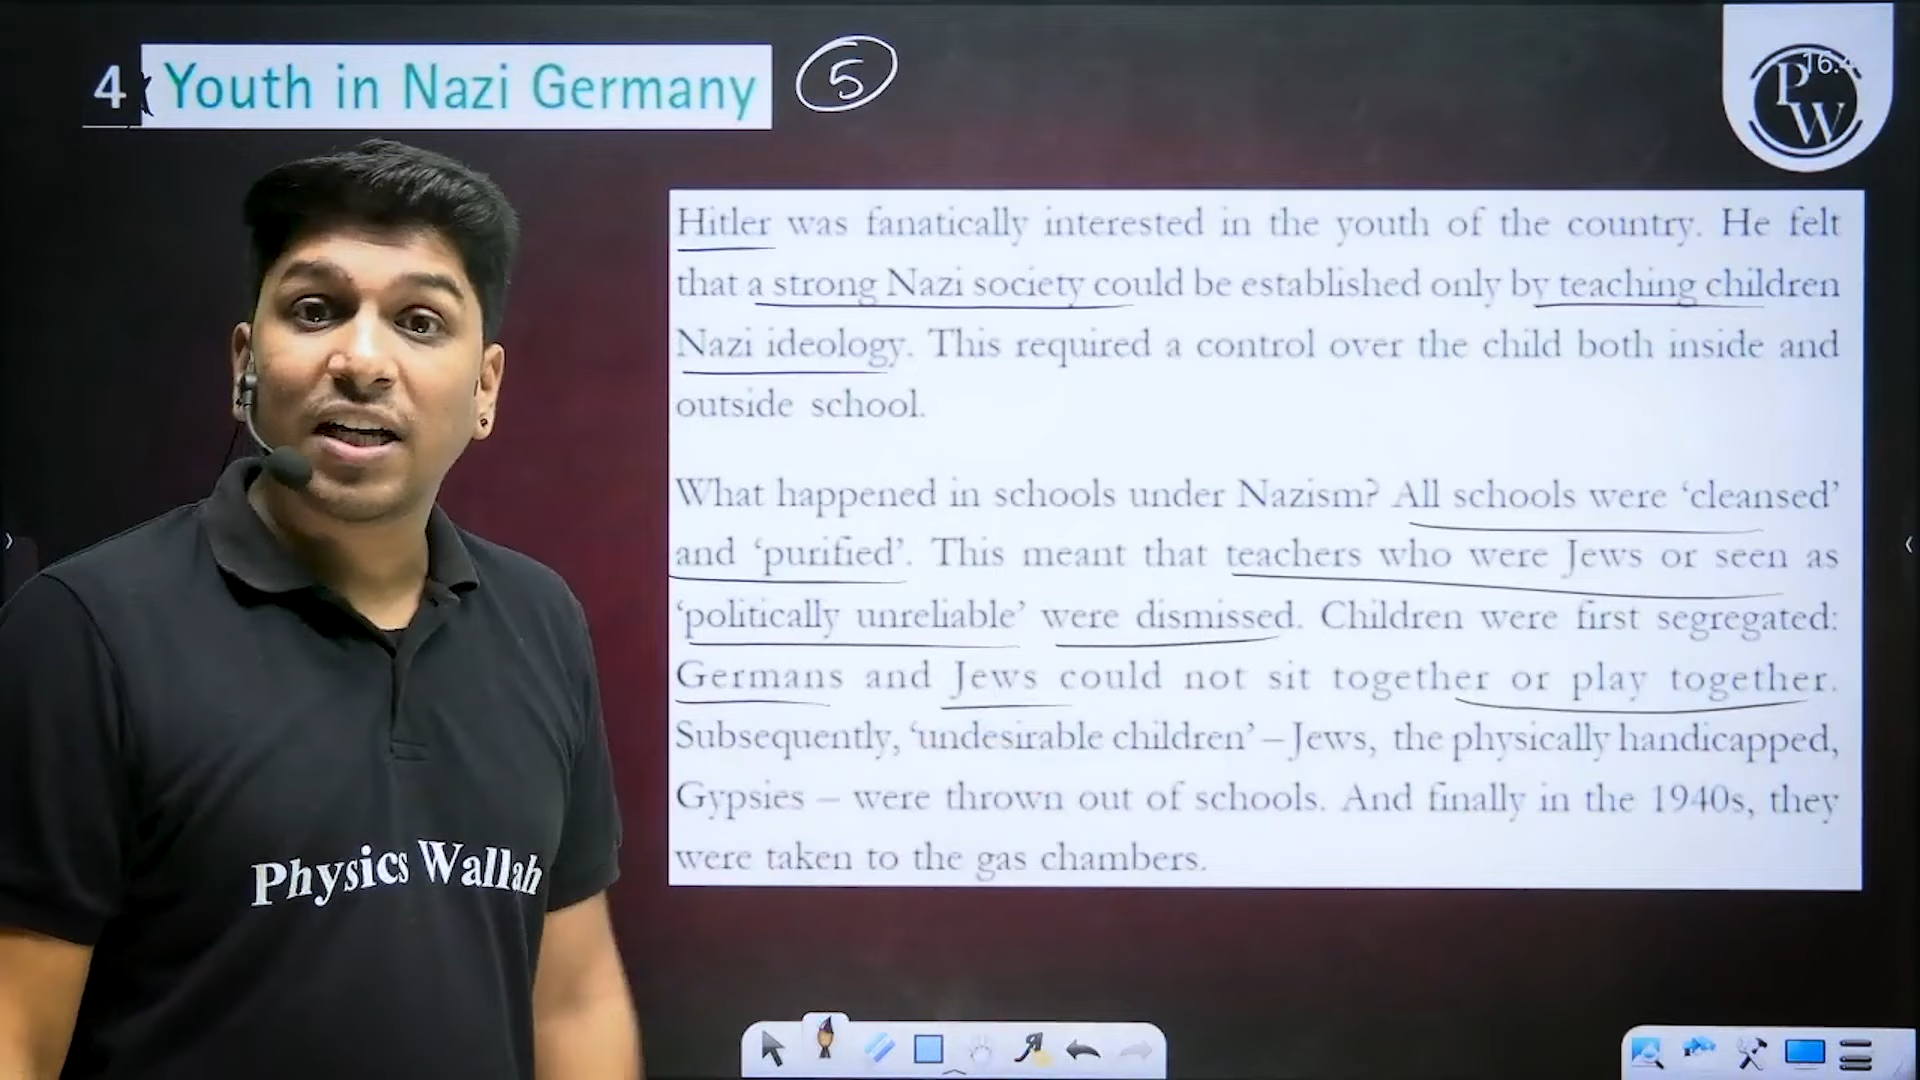 4 Youth in Nazi Germany 5
PW
Hitler was fanatically interested in the youth of the country. He felt
that a strong Nazi society could be established only by teaching children
Nazi ideology. This required a control over the child both inside and
outside school.
What happened in schools under Nazism? All schools were ‘cleansed’
and ‘purified’. This meant that teachers who were Jews or seen as
‘politically unreliable’ were dismissed. Children were first segregated:
Germans and Jews could not sit together or play together.
Subsequently, ‘undesirable children’ – Jews, the physically handicapped,
Gypsies – were thrown out of schools. And finally in the 1940s, they
were taken to the gas chambers.
Physics Wallah